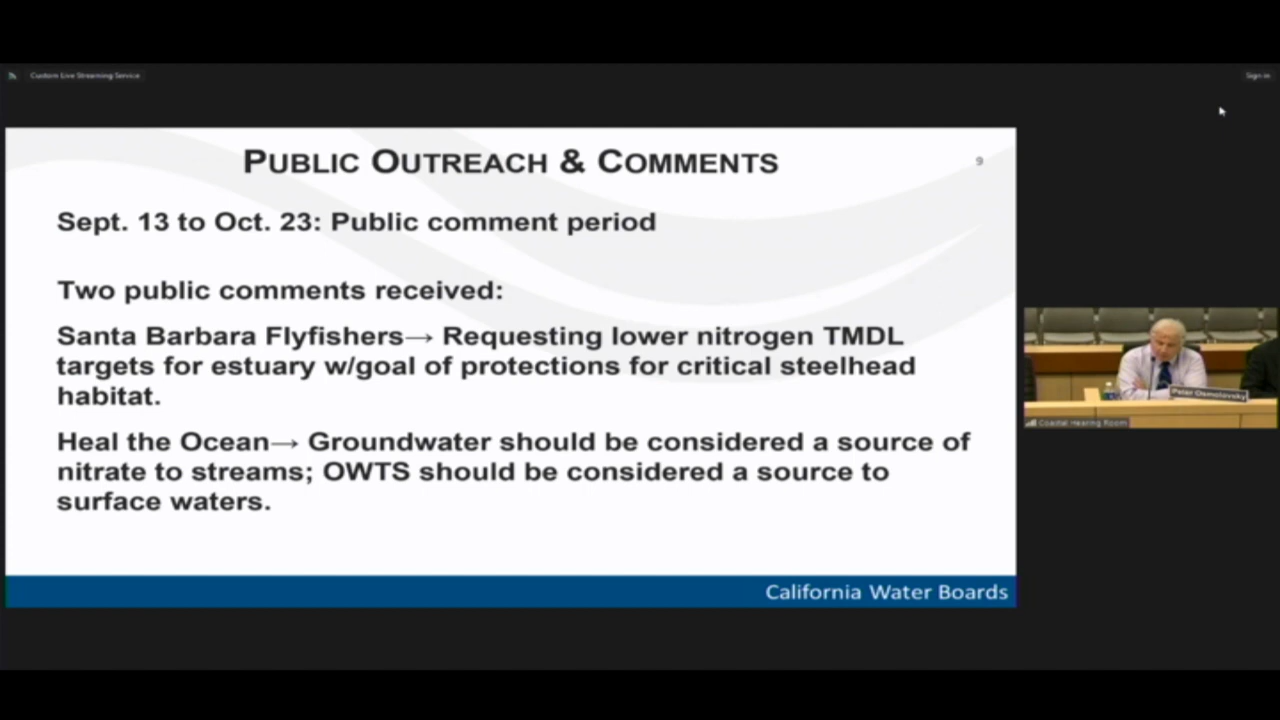 Custom Live Streaming Service
Sign in
PUBLIC OUTREACH & COMMENTS
9
Sept. 13 to Oct. 23: Public comment period
Two public comments received:
Santa Barbara Flyfishers→ Requesting lower nitrogen TMDL
targets for estuary w/goal of protections for critical steelhead
habitat.
Heal the Ocean→ Groundwater should be considered a source of
nitrate to streams; OWTS should be considered a source to
surface waters.
Peter Osmolovsky
Coastal Hearing Room
California Water Boards